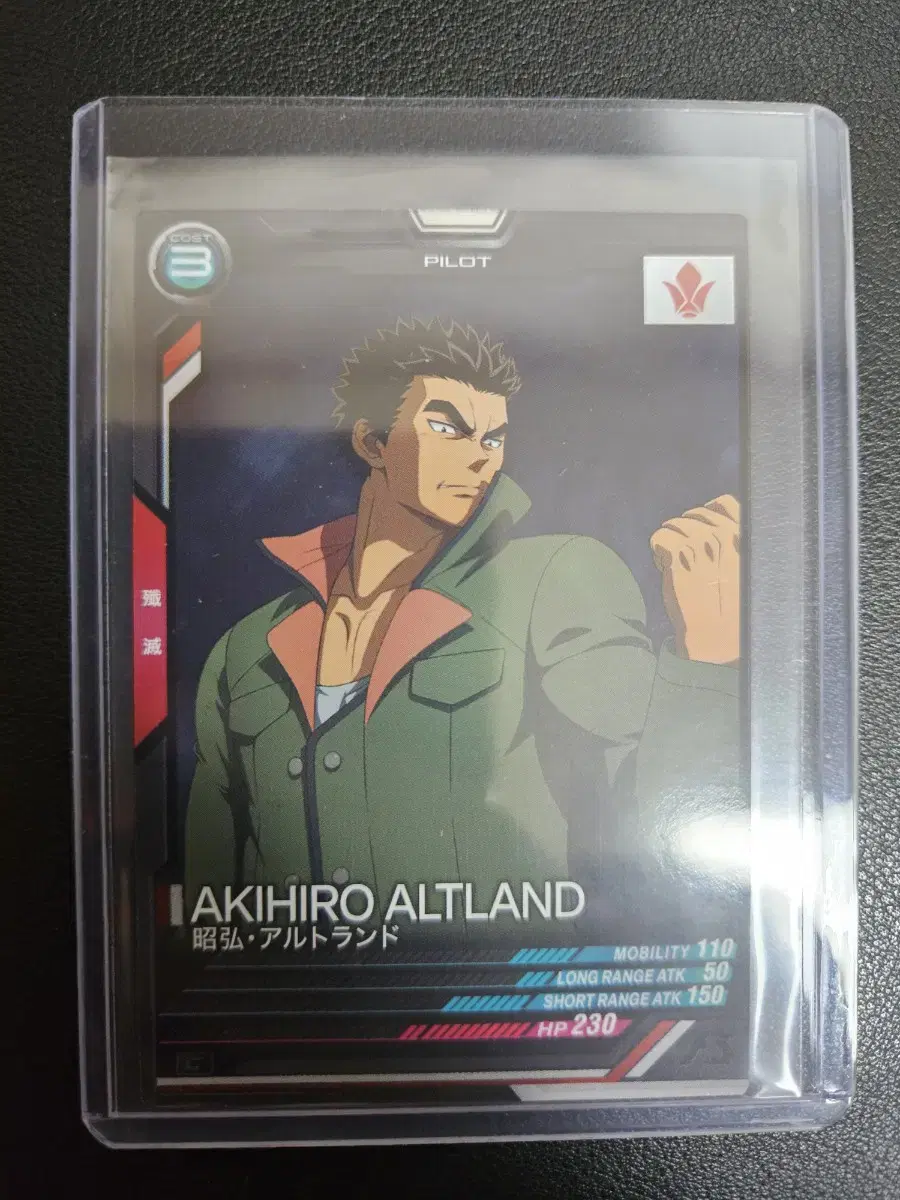 COST
3
PILOT
殲滅
AKIHIRO ALTLAND
昭弘・アルトランド
MOBILITY 110
LONG RANGE ATK 50
SHORT RANGE ATK 150
HP 230
C